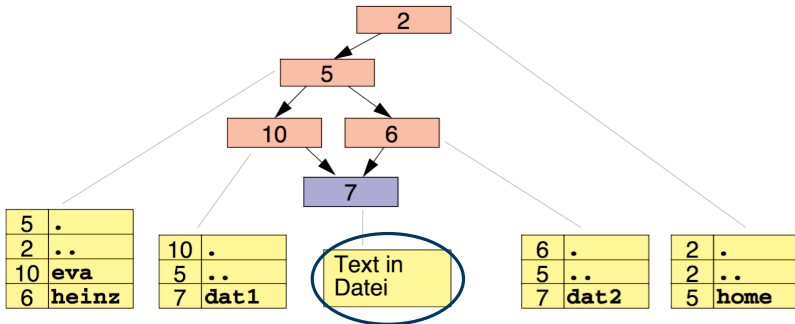 2
5
10 6
7
5 .
2 ..
10 eva
6 heinz
10 .
5 ..
7 dat1
Text in
Datei
6 .
5 ..
7 dat2
2 .
2 ..
5 home